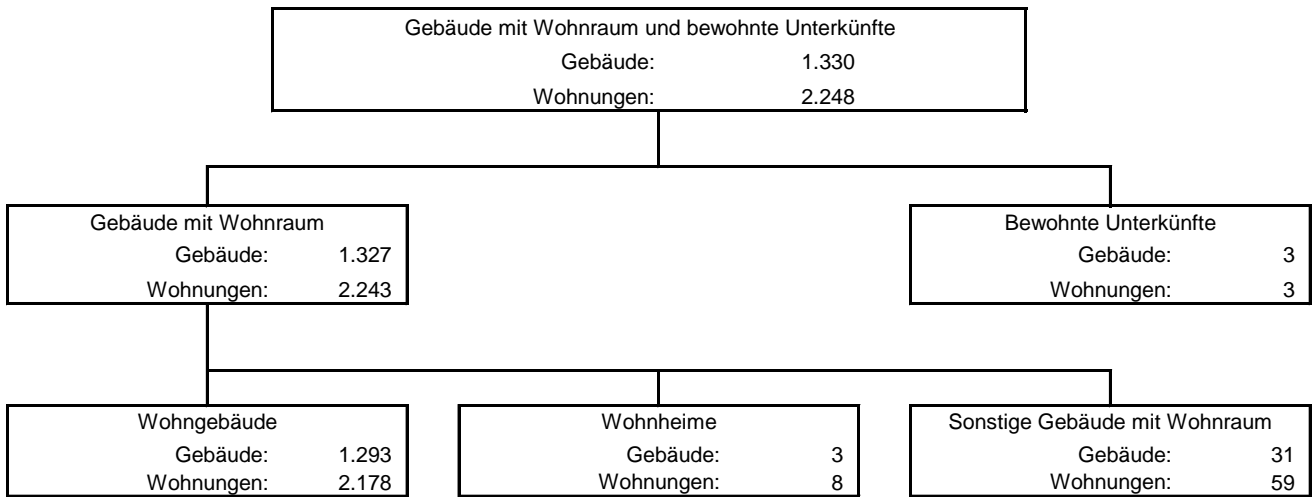 Gebäude mit Wohnraum und bewohnte Unterkünfte
Gebäude: 1.330
Wohnungen: 2.248
Gebäude mit Wohnraum
Gebäude: 1.327
Wohnungen: 2.243
Bewohnte Unterkünfte
Gebäude: 3
Wohnungen: 3
Wohngebäude
Gebäude: 1.293
Wohnungen: 2.178
Wohnheime
Gebäude: 3
Wohnungen: 8
Sonstige Gebäude mit Wohnraum
Gebäude: 31
Wohnungen: 59